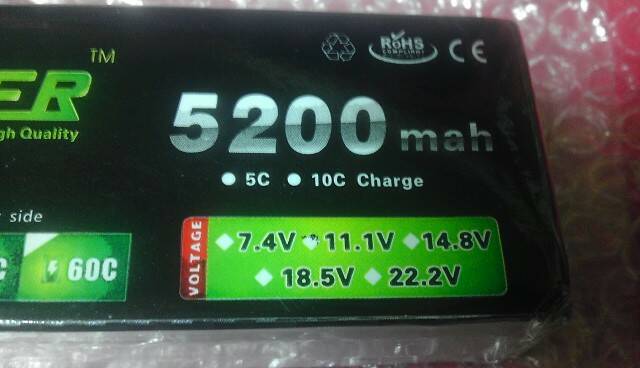 RoHS
COMPLIANT
CE
ER™
gh Quality
5200 mah
5C 10C Charge
side
C 60C
VOLTAGE
7.4V 11.1V 14.8V
18.5V 22.2V